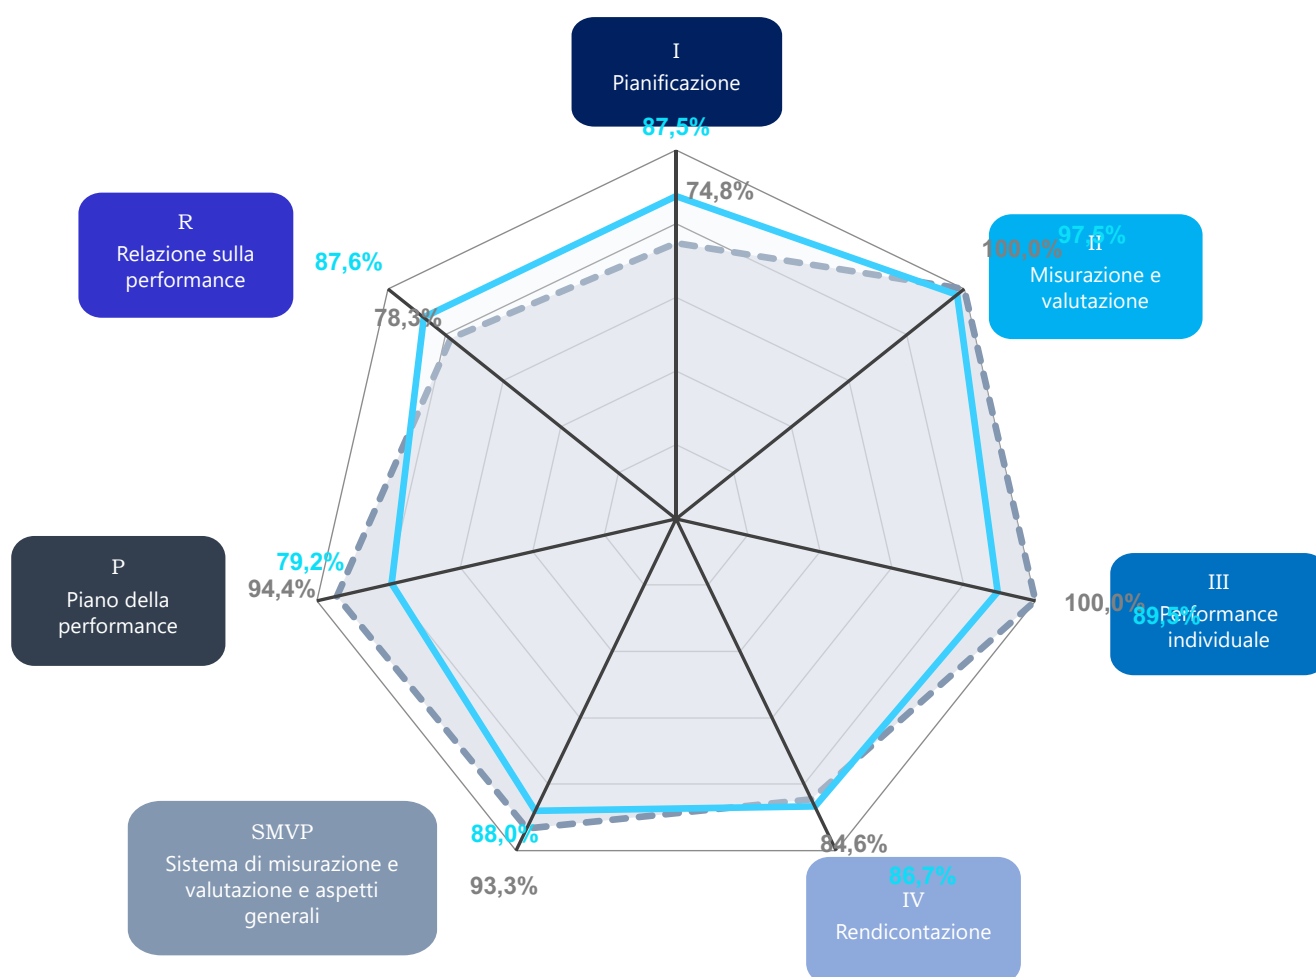 I
Pianificazione
87,5%
74,8%
R
Relazione sulla
performance
87,6%
78,3%
97,5%
100,0%
II
Misurazione e
valutazione
79,2%
94,4%
P
Piano della
performance
III
Performance
individuale
100,0%
89,5%
SMVP
Sistema di misurazione e
valutazione e aspetti
generali
88,0%
93,3%
84,6%
86,7%
IV
Rendicontazione